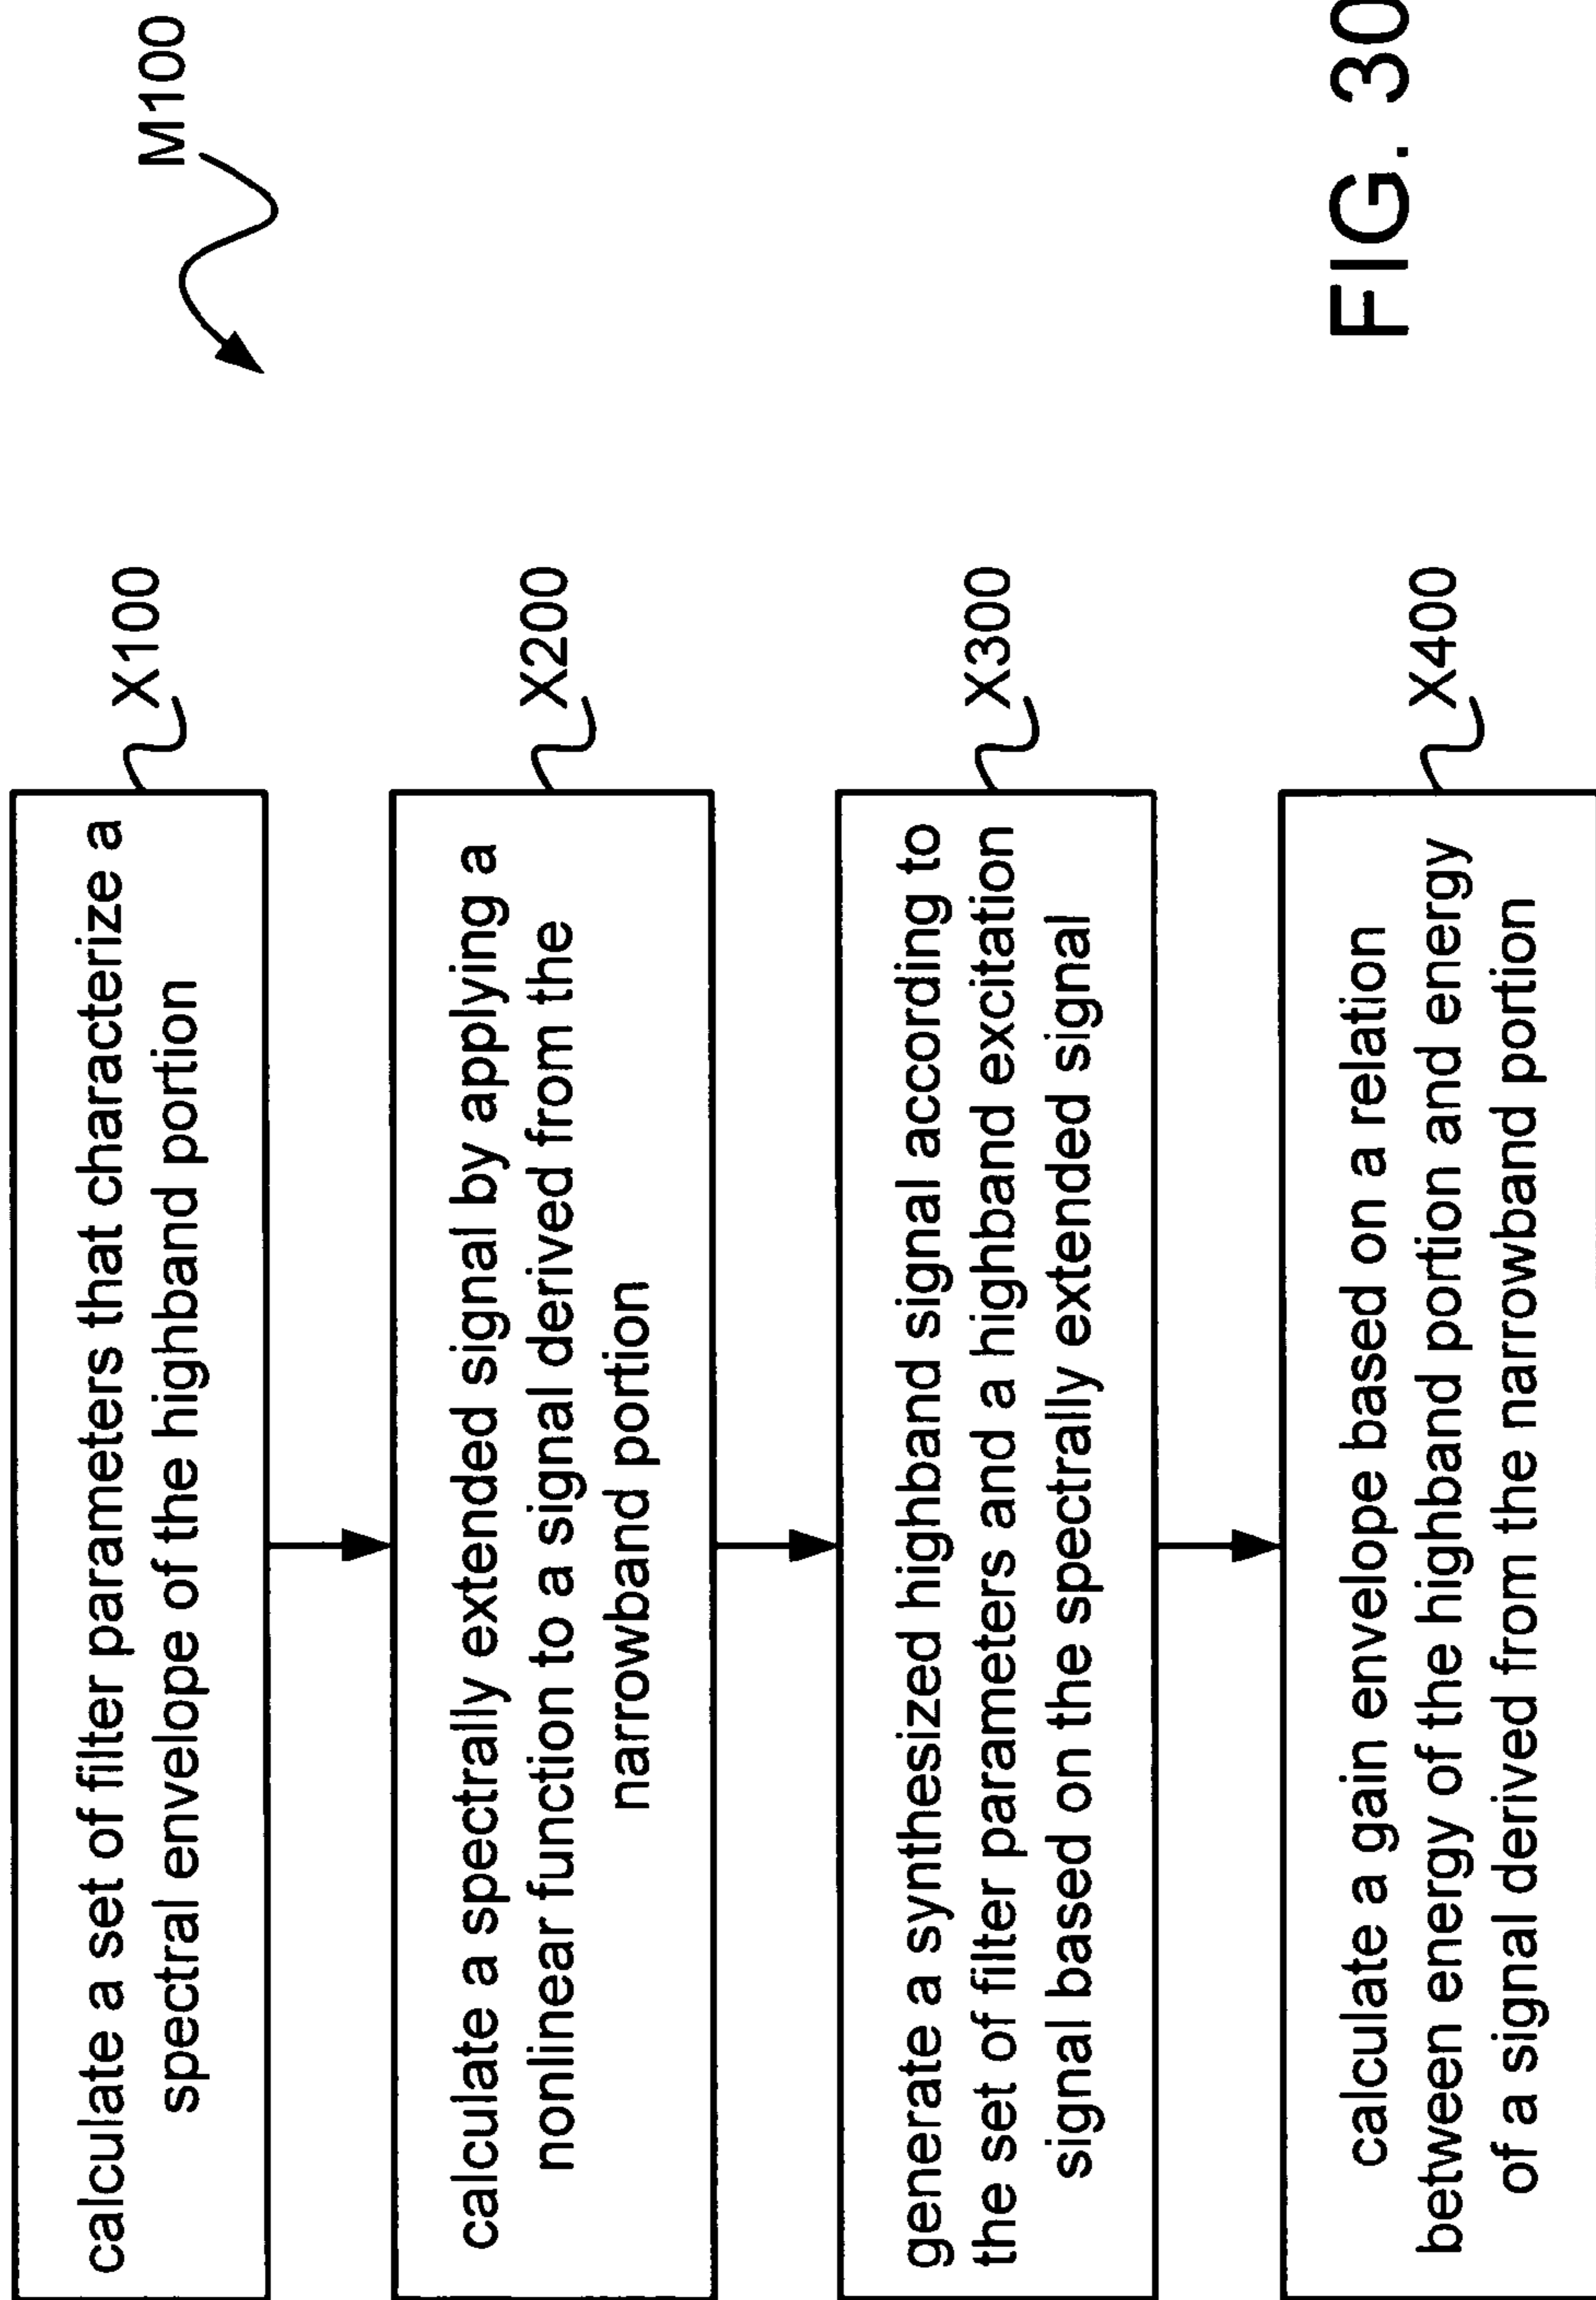 M100
calculate a set of filter parameters that characterize a
spectral envelope of the highband portion
X100
calculate a spectrally extended signal by applying a
nonlinear function to a signal derived from the
narrowband portion
X200
generate a synthesized highband signal according to
the set of filter parameters and a highband excitation
signal based on the spectrally extended signal
X300
calculate a gain envelope based on a relation
between energy of the highband portion and energy
of a signal derived from the narrowband portion
X400
FIG. 30